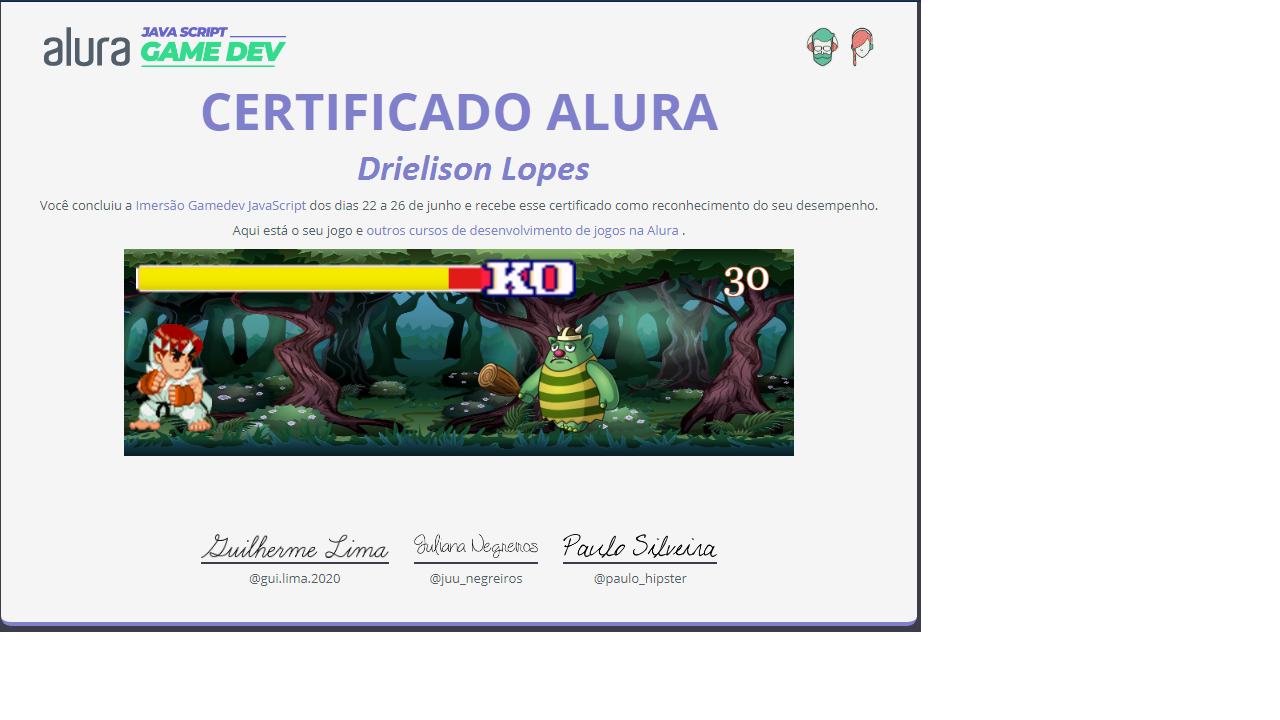 alura JAVA SCRIPT
GAME DEV
CERTIFICADO ALURA
Drielison Lopes
Você concluiu a Imersão Gamedev JavaScript dos dias 22 a 26 de junho e recebe esse certificado como reconhecimento do seu desempenho.
Aqui está o seu jogo e outros cursos de desenvolvimento de jogos na Alura .
KO 30
Guilherme Lima Juliana Negreiros Paulo Silveira
@gui.lima.2020 @juu_negreiros @paulo_hipster